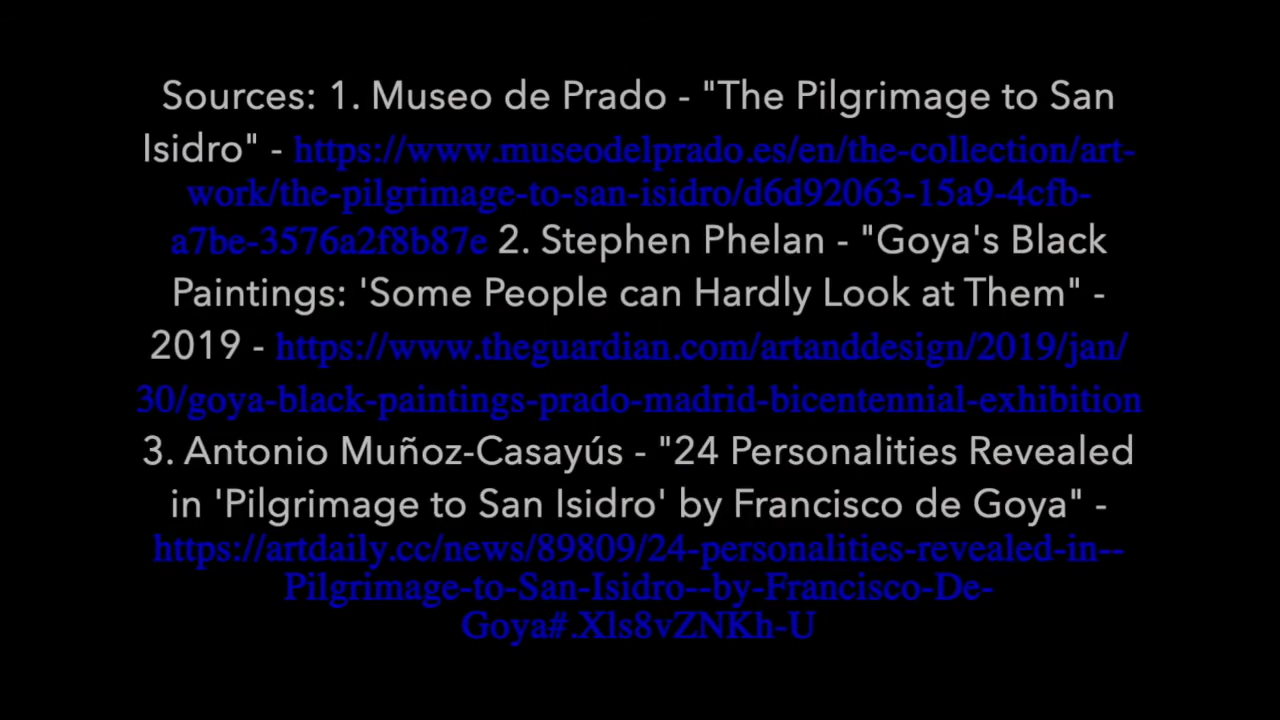 Sources: 1. Museo de Prado - "The Pilgrimage to San
Isidro" - https://www.museodelprado.es/en/the-collection/art-
work/the-pilgrimage-to-san-isidro/d6d92063-15a9-4cfb-
a7be-3576a2f8b87e 2. Stephen Phelan - "Goya's Black
Paintings: 'Some People can Hardly Look at Them" -
2019 - https://www.theguardian.com/artanddesign/2019/jan/
30/goya-black-paintings-prado-madrid-bicentennial-exhibition
3. Antonio Muñoz-Casayús - "24 Personalities Revealed
in 'Pilgrimage to San Isidro' by Francisco de Goya" -
https://artdaily.cc/news/89809/24-personalities-revealed-in--
Pilgrimage-to-San-Isidro--by-Francisco-De-
Goya#.Xls8vZNKh-U